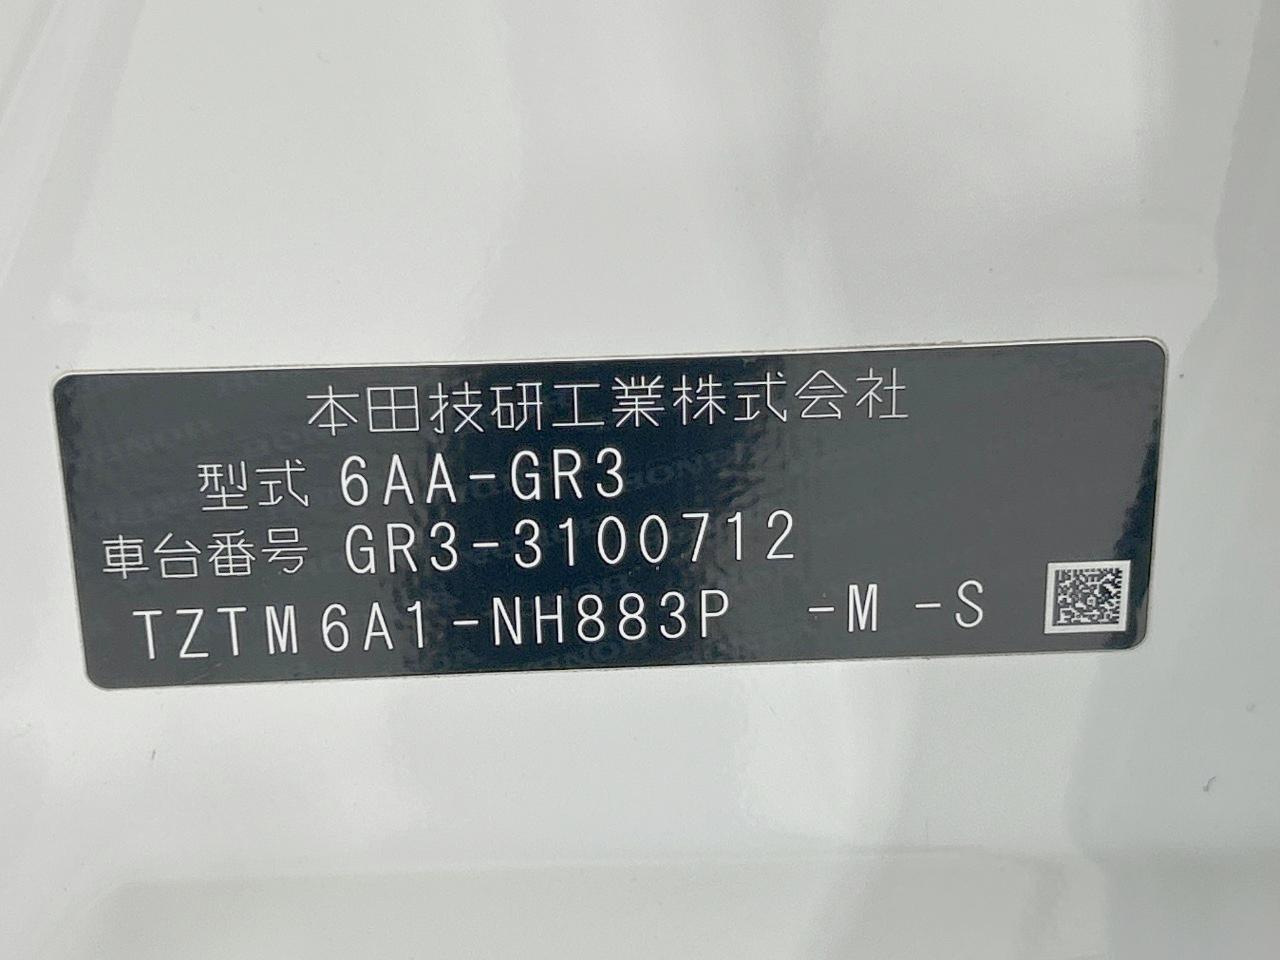 本田技研工業株式会社
型式 6AA-GR3
車台番号 GR3-3100712
TZTM6A1-NH883P -M -S